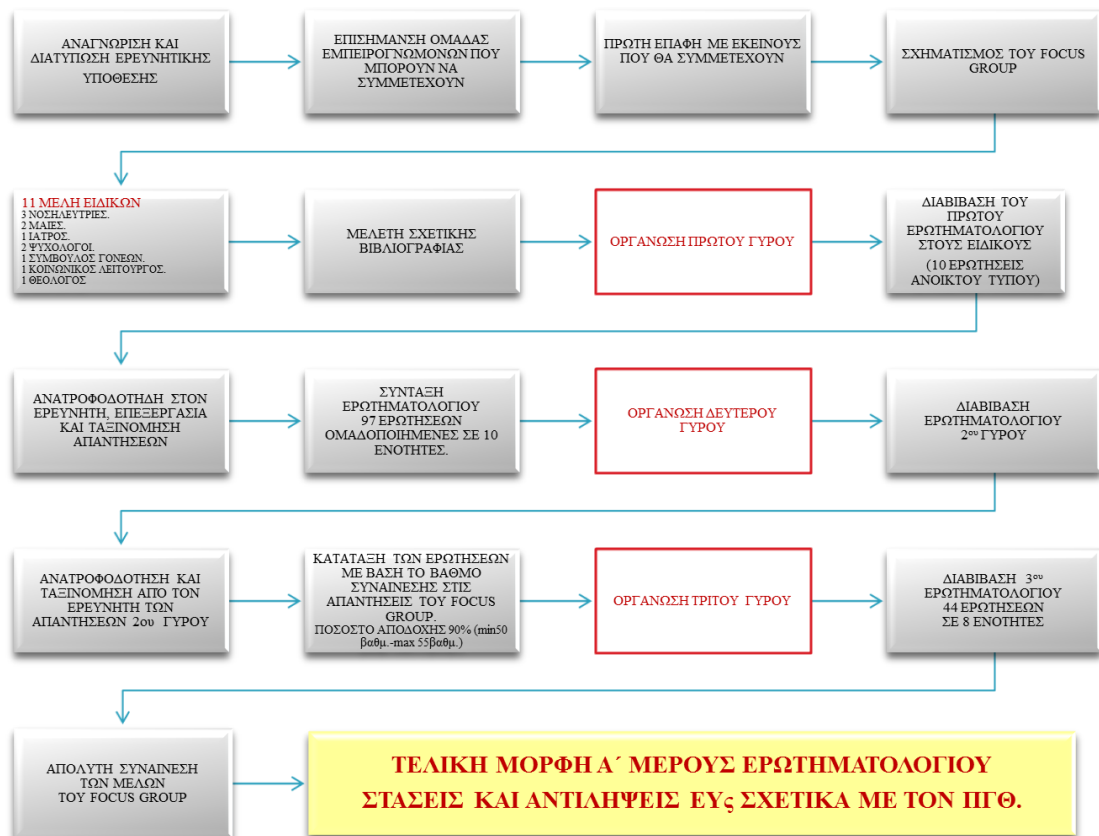 ΑΝΑΓΝΩΡΙΣΗ ΚΑΙ
ΔΙΑΤΥΠΩΣΗ ΕΡΕΥΝΗΤΙΚΗΣ
ΥΠΟΘΕΣΗΣ
ΕΠΙΣΗΜΑΝΣΗ ΟΜΑΔΑΣ
ΕΜΠΕΙΡΟΓΝΩΜΟΝΩΝ ΠΟΥ
ΜΠΟΡΟΥΝ ΝΑ
ΣΥΜΜΕΤΕΧΟΥΝ
ΠΡΩΤΗ ΕΠΑΦΗ ΜΕ ΕΚΕΙΝΟΥΣ
ΠΟΥ ΘΑ ΣΥΜΜΕΤΕΧΟΥΝ
ΣΧΗΜΑΤΙΣΜΟΣ ΤΟΥ FOCUS
GROUP
11 ΜΕΛΗ ΕΙΔΙΚΩΝ
3 ΝΟΣΗΛΕΥΤΡΙΕΣ.
2 ΜΑΙΕΣ.
1 ΙΑΤΡΟΣ.
2 ΨΥΧΟΛΟΓΟΙ.
1 ΣΥΜΒΟΥΛΟΣ ΓΟΝΕΩΝ.
1 ΚΟΙΝΩΝΙΚΟΣ ΛΕΙΤΟΥΡΓΟΣ.
1 ΘΕΟΛΟΓΟΣ
ΜΕΛΕΤΗ ΣΧΕΤΙΚΗΣ
ΒΙΒΛΙΟΓΡΑΦΙΑΣ
ΟΡΓΑΝΩΣΗ ΠΡΩΤΟΥ ΓΥΡΟΥ
ΔΙΑΒΙΒΑΣΗ ΤΟΥ
ΠΡΩΤΟΥ
ΕΡΩΤΗΜΑΤΟΛΟΓΙΟΥ
ΣΤΟΥΣ ΕΙΔΙΚΟΥΣ
(10 ΕΡΩΤΗΣΕΙΣ
ΑΝΟΙΚΤΟΥ ΤΥΠΟΥ)
ΑΝΑΤΡΟΦΟΔΟΤΗΔΗ ΣΤΟΝ
ΕΡΕΥΝΗΤΗ, ΕΠΕΞΕΡΓΑΣΙΑ
ΚΑΙ ΤΑΞΙΝΟΜΗΣΗ
ΑΠΑΝΤΗΣΕΩΝ
ΣΥΝΤΑΞΗ
ΕΡΩΤΗΜΑΤΟΛΟΓΙΟΥ
97 ΕΡΩΤΗΣΕΩΝ
ΟΜΑΔΟΠΟΙΗΜΕΝΕΣ ΣΕ 10
ΕΝΟΤΗΤΕΣ.
ΟΡΓΑΝΩΣΗ ΔΕΥΤΕΡΟΥ
ΓΥΡΟΥ
ΔΙΑΒΙΒΑΣΗ
ΕΡΩΤΗΜΑΤΟΛΟΓΙΟΥ
2ου ΓΥΡΟΥ
ΑΝΑΤΡΟΦΟΔΟΤΗΣΗ ΚΑΙ
ΤΑΞΙΝΟΜΗΣΗ ΑΠΟ ΤΟΝ
ΕΡΕΥΝΗΤΗ ΤΩΝ
ΑΠΑΝΤΗΣΕΩΝ 2ου ΓΥΡΟΥ
ΚΑΤΑΤΑΞΗ ΤΩΝ ΕΡΩΤΗΣΕΩΝ
ΜΕ ΒΑΣΗ ΤΟ ΒΑΘΜΟ
ΣΥΝΑΙΝΕΣΗΣ ΣΤΙΣ
ΑΠΑΝΤΗΣΕΙΣ ΤΟΥ FOCUS
GROUP.
ΠΟΣΟΣΤΟ ΑΠΟΔΟΧΗΣ 90% (min50
βαθμ.-max 55βαθμ.)
ΟΡΓΑΝΩΣΗ ΤΡΙΤΟΥ ΓΥΡΟΥ
ΔΙΑΒΙΒΑΣΗ 3ου
ΕΡΩΤΗΜΑΤΟΛΟΓΙΟΥ
44 ΕΡΩΤΗΣΕΩΝ
ΣΕ 8 ΕΝΟΤΗΤΕΣ
ΑΠΟΛΥΤΗ ΣΥΝΑΙΝΕΣΗ
ΤΩΝ ΜΕΛΩΝ
ΤΟΥ FOCUS GROUP
ΤΕΛΙΚΗ ΜΟΡΦΗ Α΄ ΜΕΡΟΥΣ ΕΡΩΤΗΜΑΤΟΛΟΓΙΟΥ
ΣΤΑΣΕΙΣ ΚΑΙ ΑΝΤΙΛΗΨΕΙΣ ΕΥς ΣΧΕΤΙΚΑ ΜΕ ΤΟΝ ΠΓΘ.